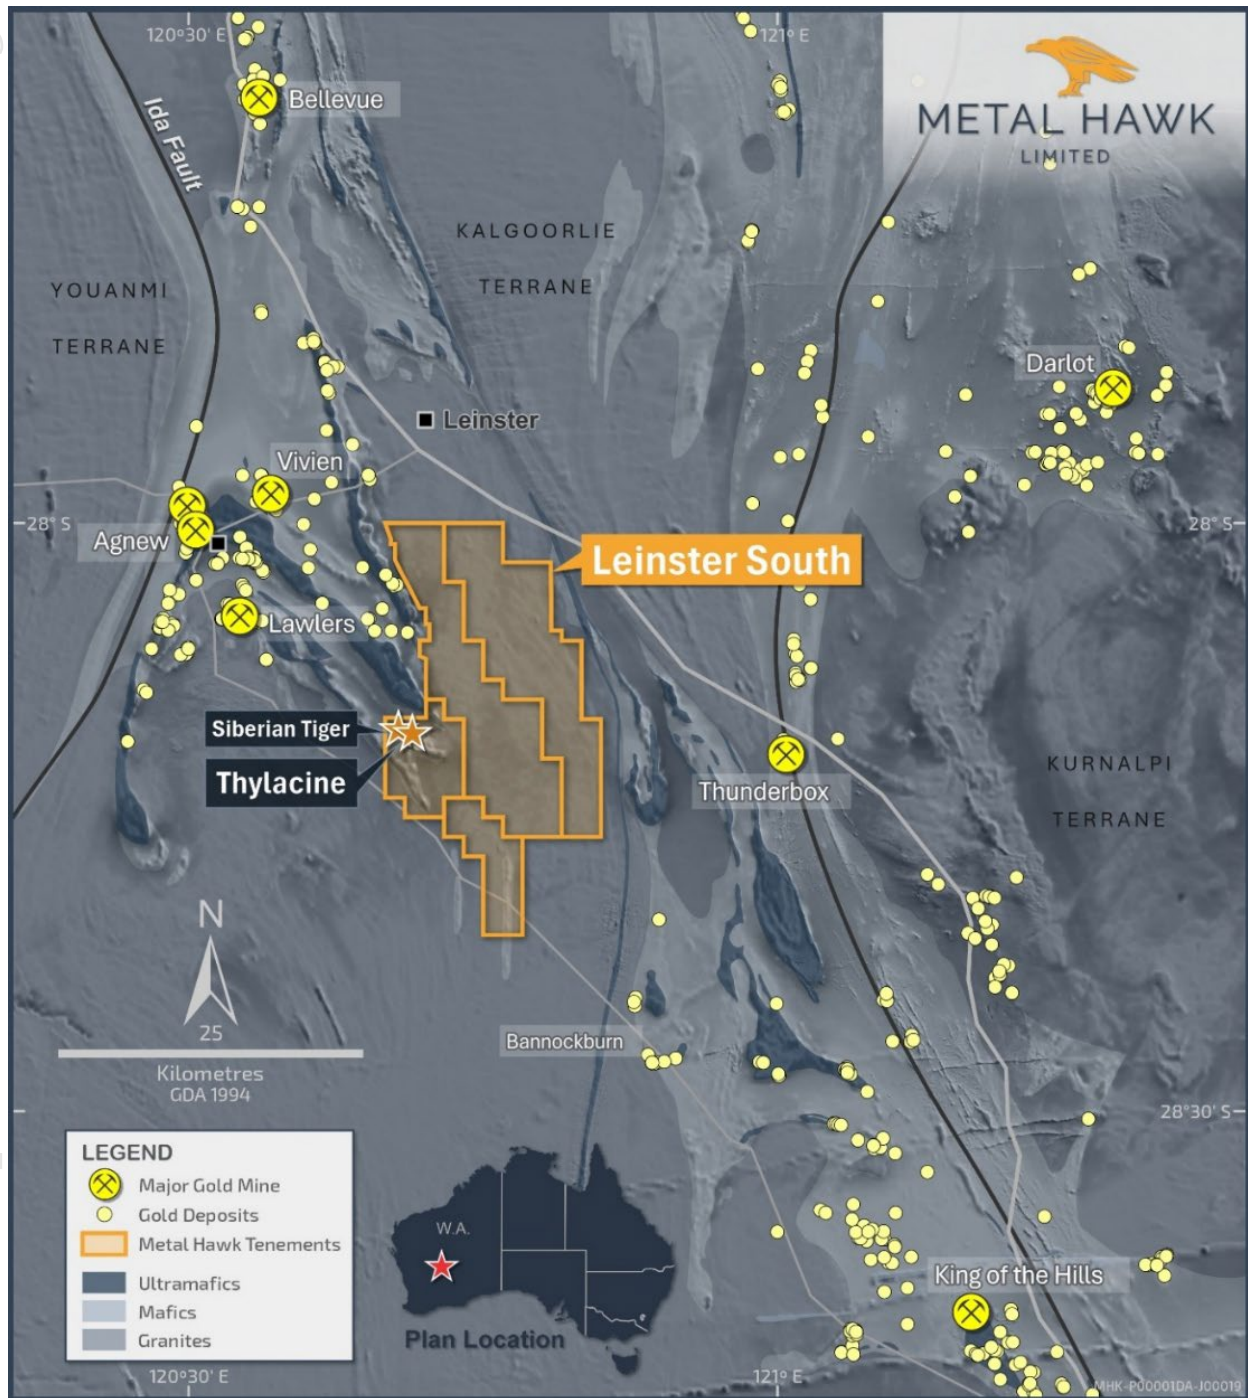 120°30' E
121° E
METAL HAWK
LIMITED
Bellevue
Ida Fault
KALGOORLIE
TERRANE
YOUANMI
TERRANE
Darlot
Leinster
Vivien
28° S
28° S
Agnew
Leinster South
Lawlers
Siberian Tiger
Thylacine
Thunderbox
KURNALPI
TERRANE
N
25
Kilometres
GDA 1994
Bannockburn
28°30' S
LEGEND
Major Gold Mine
Gold Deposits
Metal Hawk Tenements
Ultramafics
Mafics
Granites
W.A.
Plan Location
King of the Hills
120°30' E
121° E
MHK-P00001DA-J00019